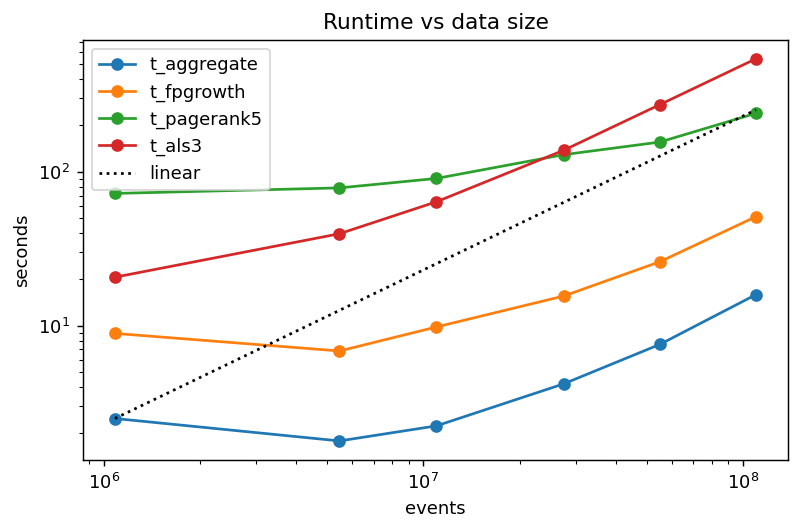 Runtime vs data size
t_aggregate
t_fpgrowth
t_pagerank5
t_als3
linear
seconds
10²
10¹
10⁶ 10⁷ 10⁸
events